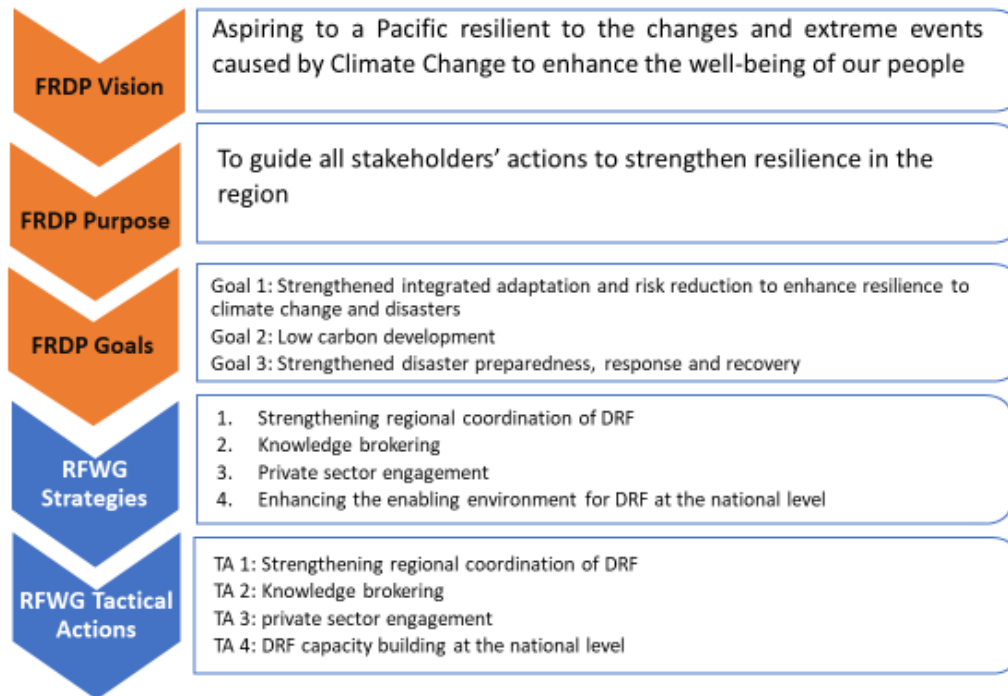 FRDP Vision
Aspiring to a Pacific resilient to the changes and extreme events
caused by Climate Change to enhance the well-being of our people
FRDP Purpose
To guide all stakeholders’ actions to strengthen resilience in the
region
FRDP Goals
Goal 1: Strengthened integrated adaptation and risk reduction to enhance resilience to
climate change and disasters
Goal 2: Low carbon development
Goal 3: Strengthened disaster preparedness, response and recovery
RFWG
Strategies
1. Strengthening regional coordination of DRF
2. Knowledge brokering
3. Private sector engagement
4. Enhancing the enabling environment for DRF at the national level
RFWG Tactical
Actions
TA 1: Strengthening regional coordination of DRF
TA 2: Knowledge brokering
TA 3: private sector engagement
TA 4: DRF capacity building at the national level